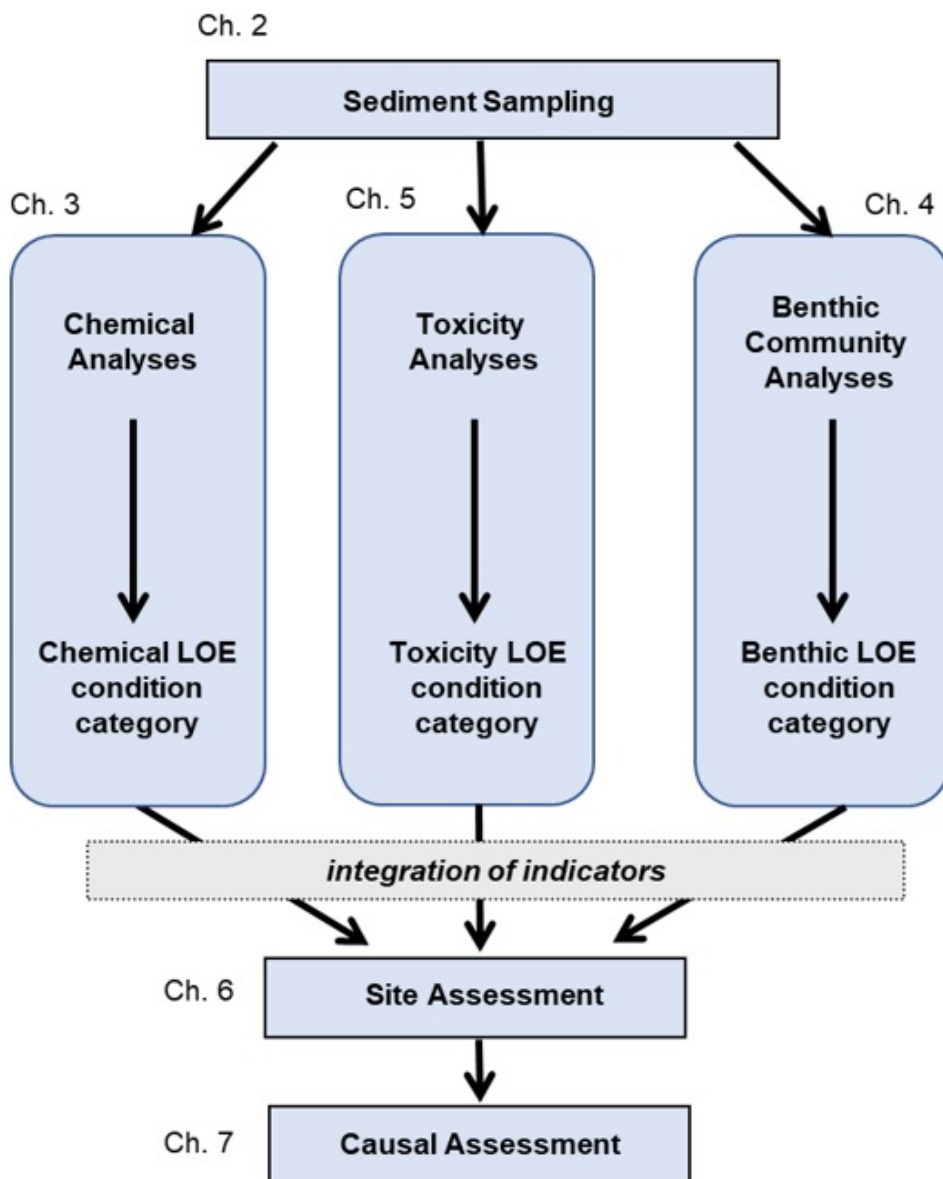 Ch. 2
Sediment Sampling
Ch. 3
Ch. 5
Ch. 4
Chemical
Analyses
Toxicity
Analyses
Benthic
Community
Analyses
Chemical LOE
condition
category
Toxicity LOE
condition
category
Benthic LOE
condition
category
integration of indicators
Ch. 6
Site Assessment
Ch. 7
Causal Assessment